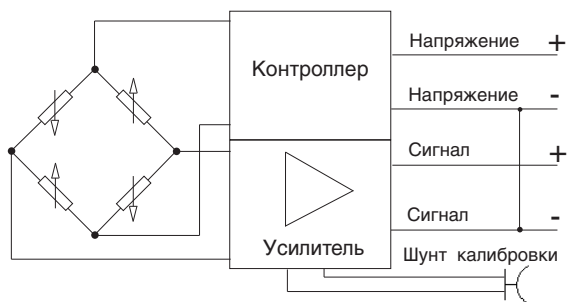 Напряжение +
Контроллер
Напряжение -
Сигнал +
Сигнал -
Усилитель
Шунт калибровки